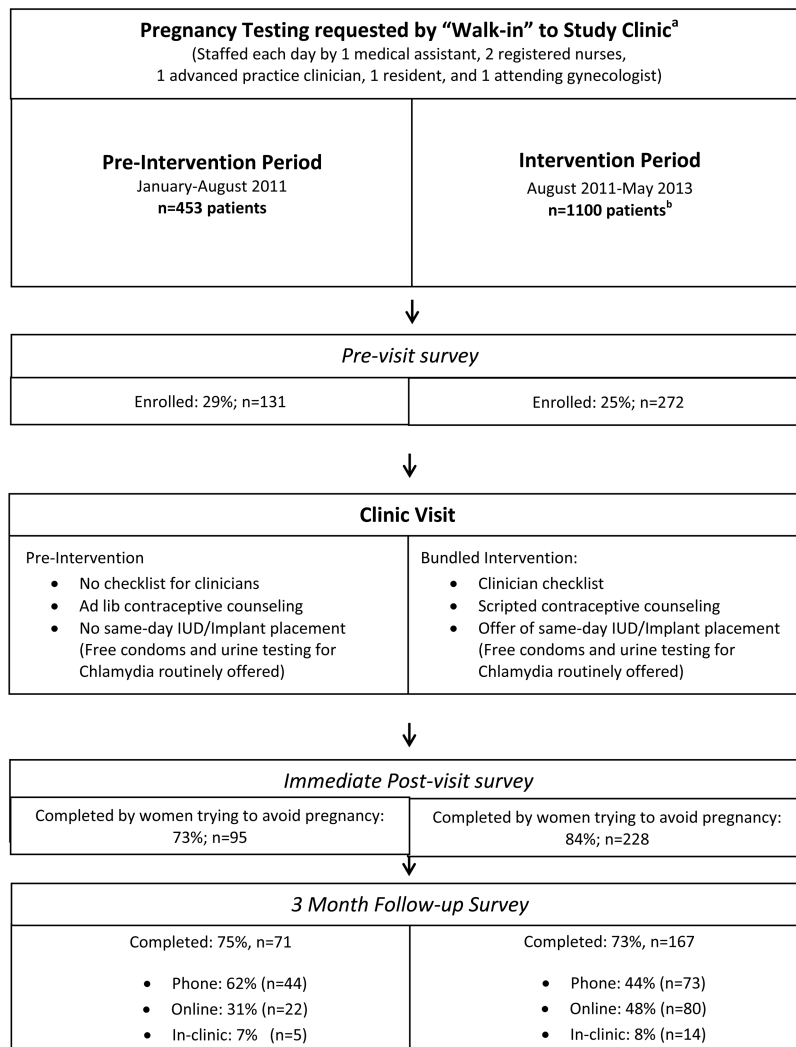 Pregnancy Testing requested by “Walk-in” to Study Clinicᵃ
(Staffed each day by 1 medical assistant, 2 registered nurses,
1 advanced practice clinician, 1 resident, and 1 attending gynecologist)
Pre-Intervention Period
January-August 2011
n=453 patients
Intervention Period
August 2011-May 2013
n=1100 patientsᵇ
Pre-visit survey
Enrolled: 29%; n=131
Enrolled: 25%; n=272
Clinic Visit
Pre-Intervention
• No checklist for clinicians
• Ad lib contraceptive counseling
• No same-day IUD/Implant placement
(Free condoms and urine testing for
Chlamydia routinely offered)
Bundled Intervention:
• Clinician checklist
• Scripted contraceptive counseling
• Offer of same-day IUD/Implant placement
(Free condoms and urine testing for
Chlamydia routinely offered)
Immediate Post-visit survey
Completed by women trying to avoid pregnancy:
73%; n=95
Completed by women trying to avoid pregnancy:
84%; n=228
3 Month Follow-up Survey
Completed: 75%, n=71
• Phone: 62% (n=44)
• Online: 31% (n=22)
• In-clinic: 7% (n=5)
Completed: 73%, n=167
• Phone: 44% (n=73)
• Online: 48% (n=80)
• In-clinic: 8% (n=14)